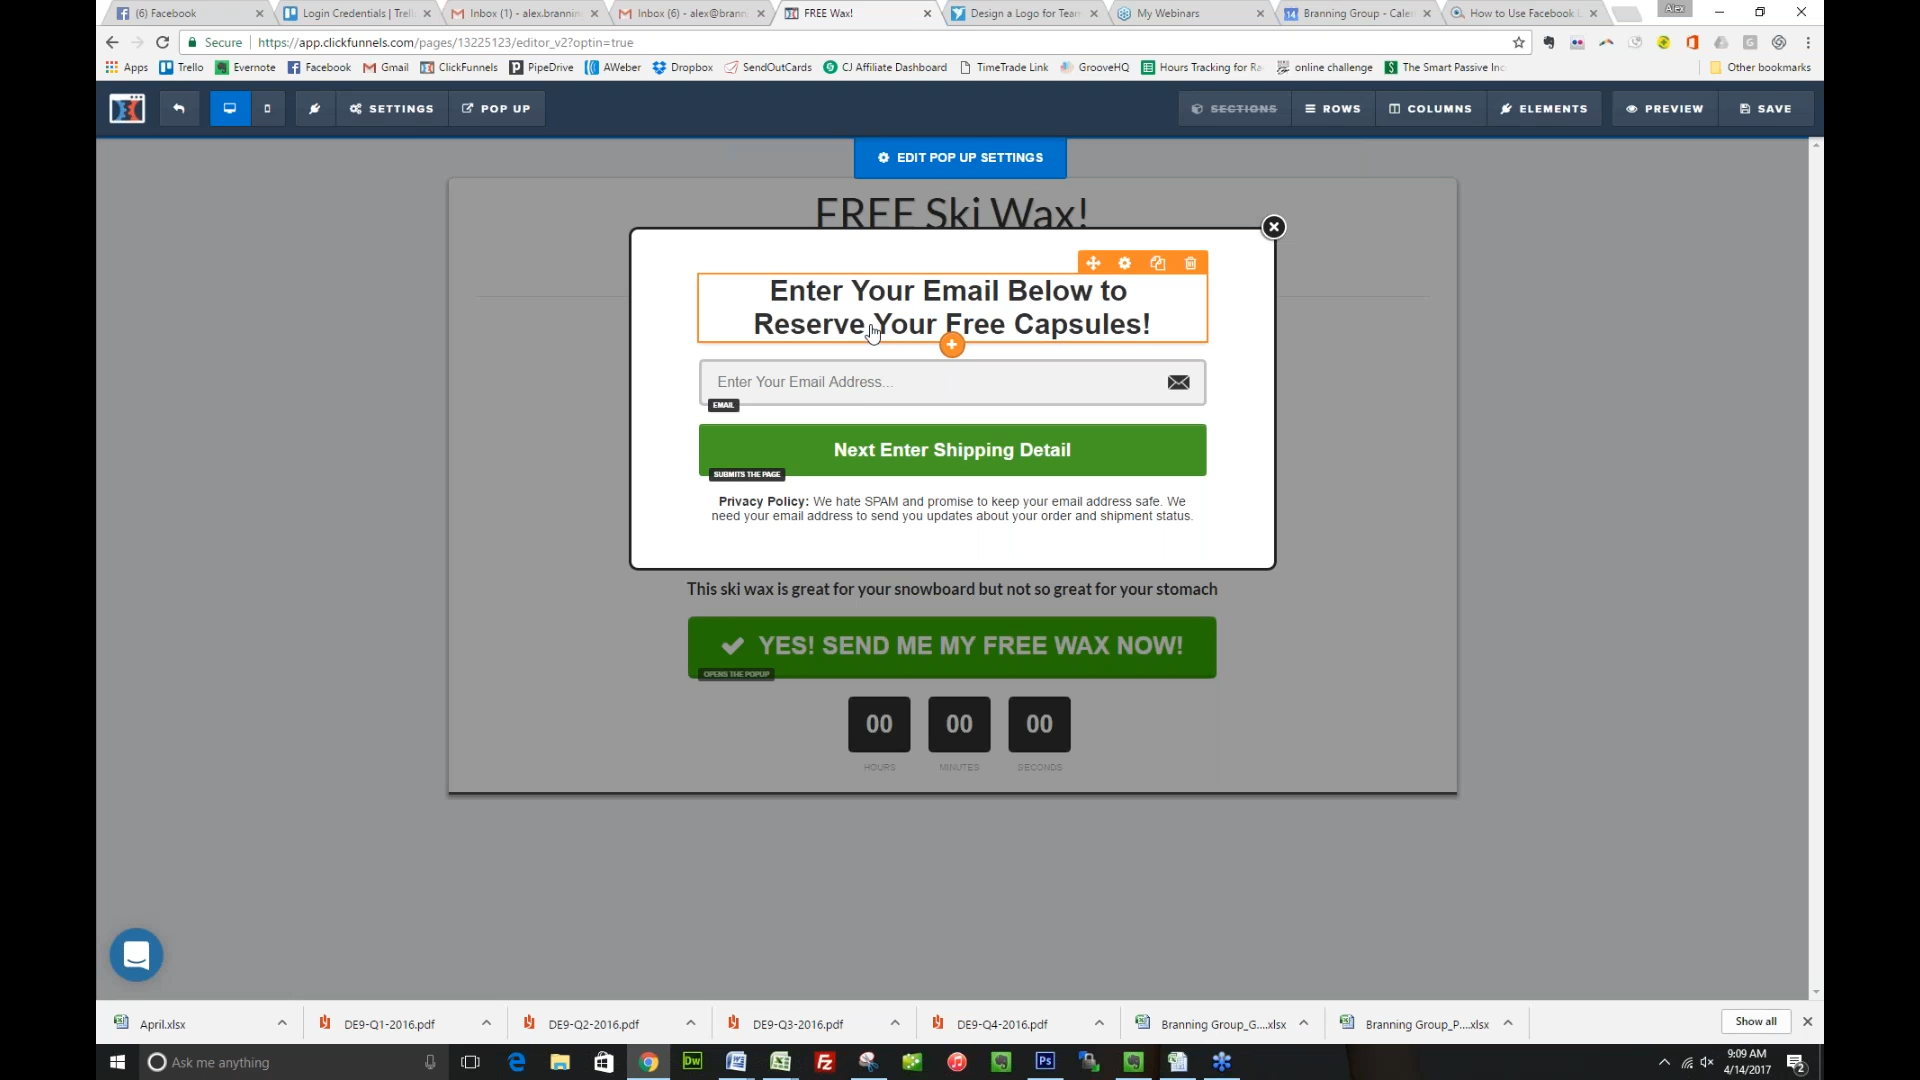 (6) Facebook
Login Credentials | Trell
Inbox (1) - alex.brannin
Inbox (6) - alex@brann
FREE Wax!
Design a Logo for Team
My Webinars
Branning Group - Calen
How to Use Facebook L
Alex
Secure
https://app.clickfunnels.com/pages/13225123/editor_v2?optin=true
Apps
Trello
Evernote
Facebook
Gmail
ClickFunnels
PipeDrive
AWeber
Dropbox
SendOutCards
CJ Affiliate Dashboard
TimeTrade Link
GrooveHQ
Hours Tracking for Ra
online challenge
The Smart Passive Inc
Other bookmarks
SETTINGS
POP UP
SECTIONS
ROWS
COLUMNS
ELEMENTS
PREVIEW
SAVE
EDIT POP UP SETTINGS
FREE Ski Wax!
Enter Your Email Below to
Reserve Your Free Capsules!
Enter Your Email Address...
EMAIL
Next Enter Shipping Detail
SUBMITS THE PAGE
Privacy Policy: We hate SPAM and promise to keep your email address safe. We
need your email address to send you updates about your order and shipment status.
This ski wax is great for your snowboard but not so great for your stomach
YES! SEND ME MY FREE WAX NOW!
OPENS THE POPUP
00 00 00
HOURS MINUTES SECONDS
April.xlsx
DE9-Q1-2016.pdf
DE9-Q2-2016.pdf
DE9-Q3-2016.pdf
DE9-Q4-2016.pdf
Branning Group_G....xlsx
Branning Group_P....xlsx
Show all
Ask me anything
Dw
Ps
9:09 AM
4/14/2017
2